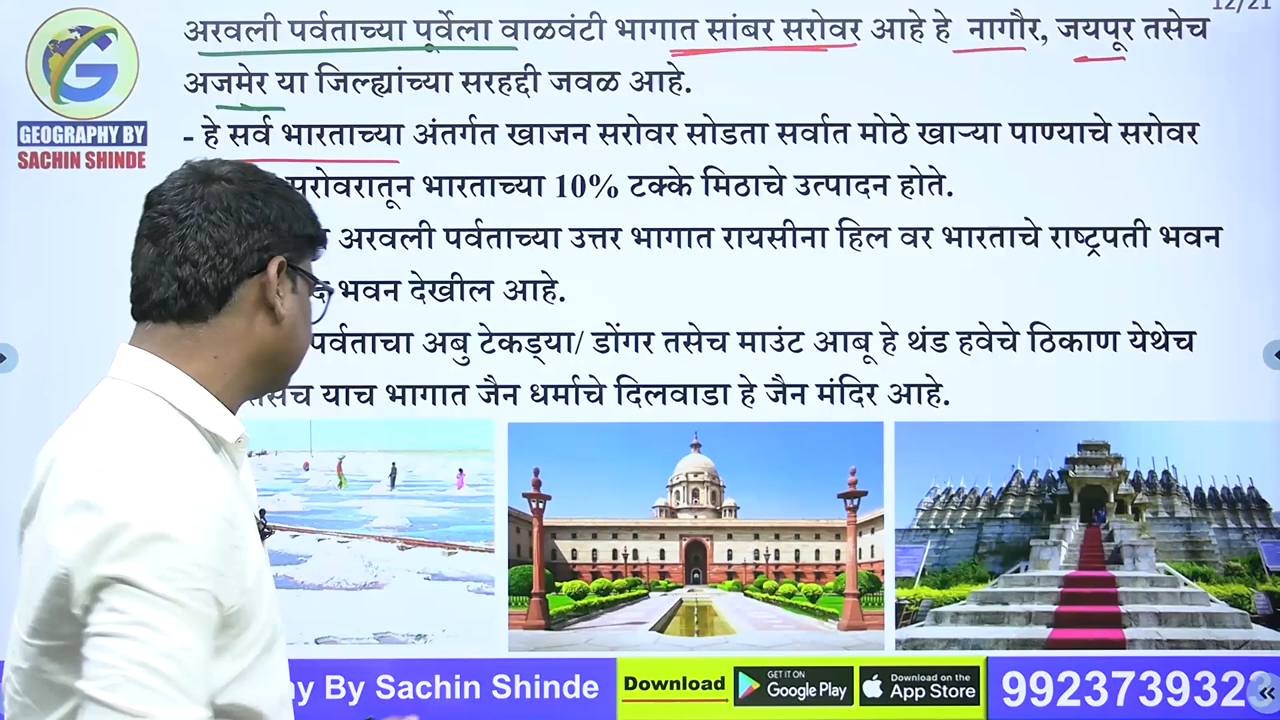 12/21
अरवली पर्वताच्या पूर्वेला वाळवंटी भागात सांबर सरोवर आहे हे नागौर, जयपूर तसेच
अजमेर या जिल्ह्यांच्या सरहद्दी जवळ आहे.
- हे सर्व भारताच्या अंतर्गत खाजन सरोवर सोडता सर्वात मोठे खाऱ्या पाण्याचे सरोवर
सरोवरातून भारताच्या 10% टक्के मिठाचे उत्पादन होते.
अरवली पर्वताच्या उत्तर भागात रायसीना हिल वर भारताचे राष्ट्रपती भवन
भवन देखील आहे.
पर्वताचा अबु टेकड्या/ डोंगर तसेच माउंट आबू हे थंड हवेचे ठिकाण येथेच
याच भागात जैन धर्माचे दिलवाडा हे जैन मंदिर आहे.
G
GEOGRAPHY BY
SACHIN SHINDE
By Sachin Shinde
Download
GET IT ON
Google Play
Download on the
App Store
992373932